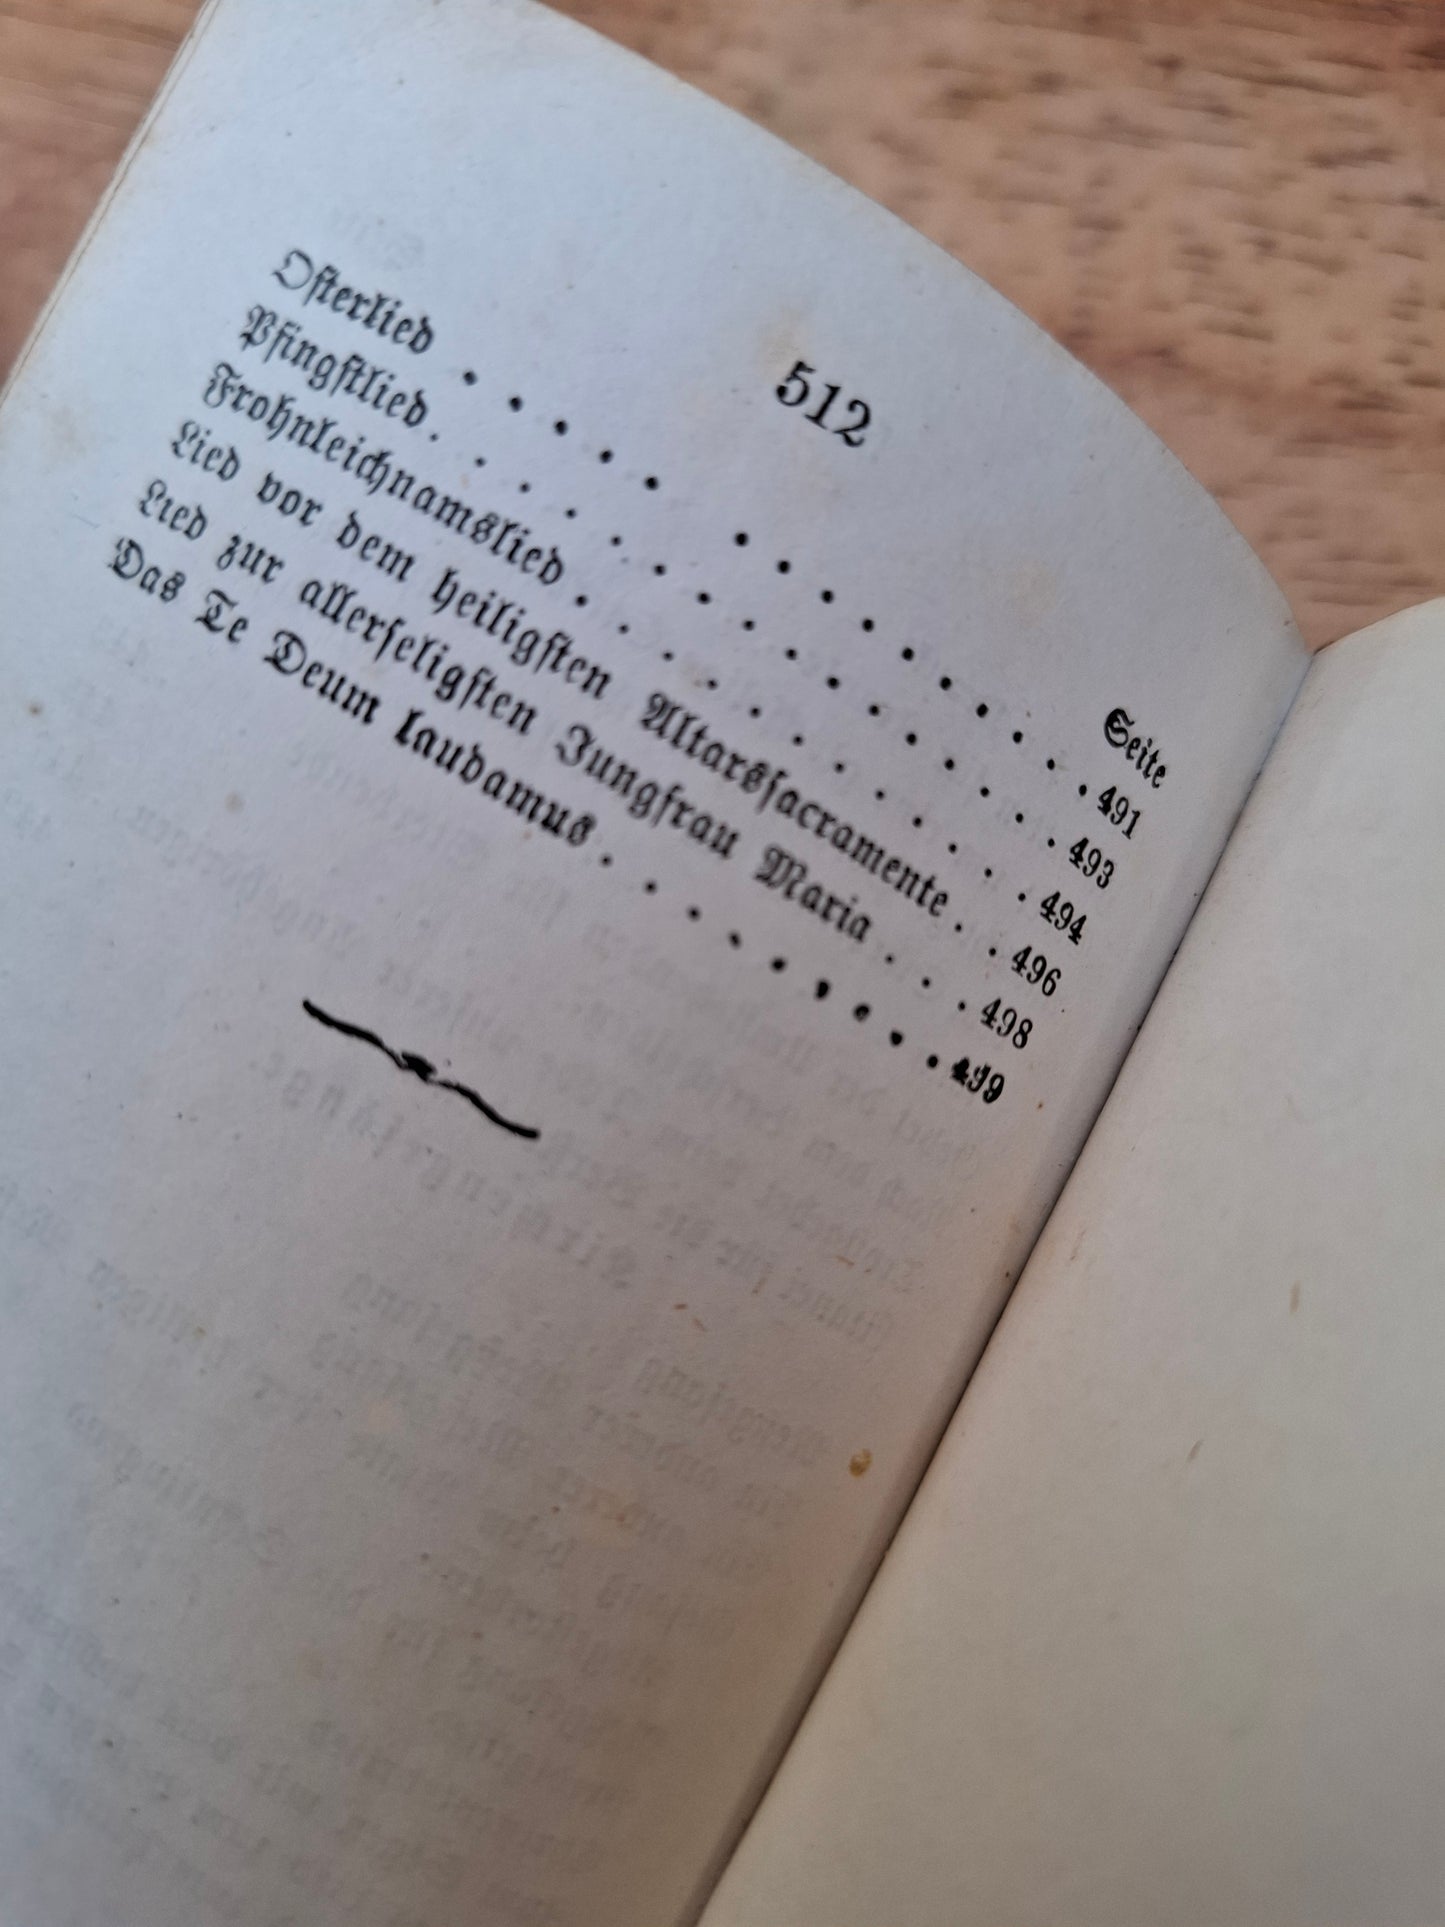 512
Seite
Osterlied . . . . . . . . . . . . . . 491
Pfingstlied . . . . . . . . . . . . . . 493
Frohnleichnamslied . . . . . . . . . . . 494
Lied vor dem heiligsten Altarssacramente . . 496
Lied zur allerseligsten Jungfrau Maria . . . 498
Das Te Deum laudamus . . . . . . . . . 499